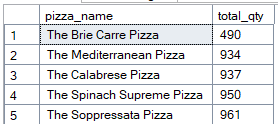 pizza_name total_qty
1 The Brie Carre Pizza 490
2 The Mediterranean Pizza 934
3 The Calabrese Pizza 937
4 The Spinach Supreme Pizza 950
5 The Soppressata Pizza 961